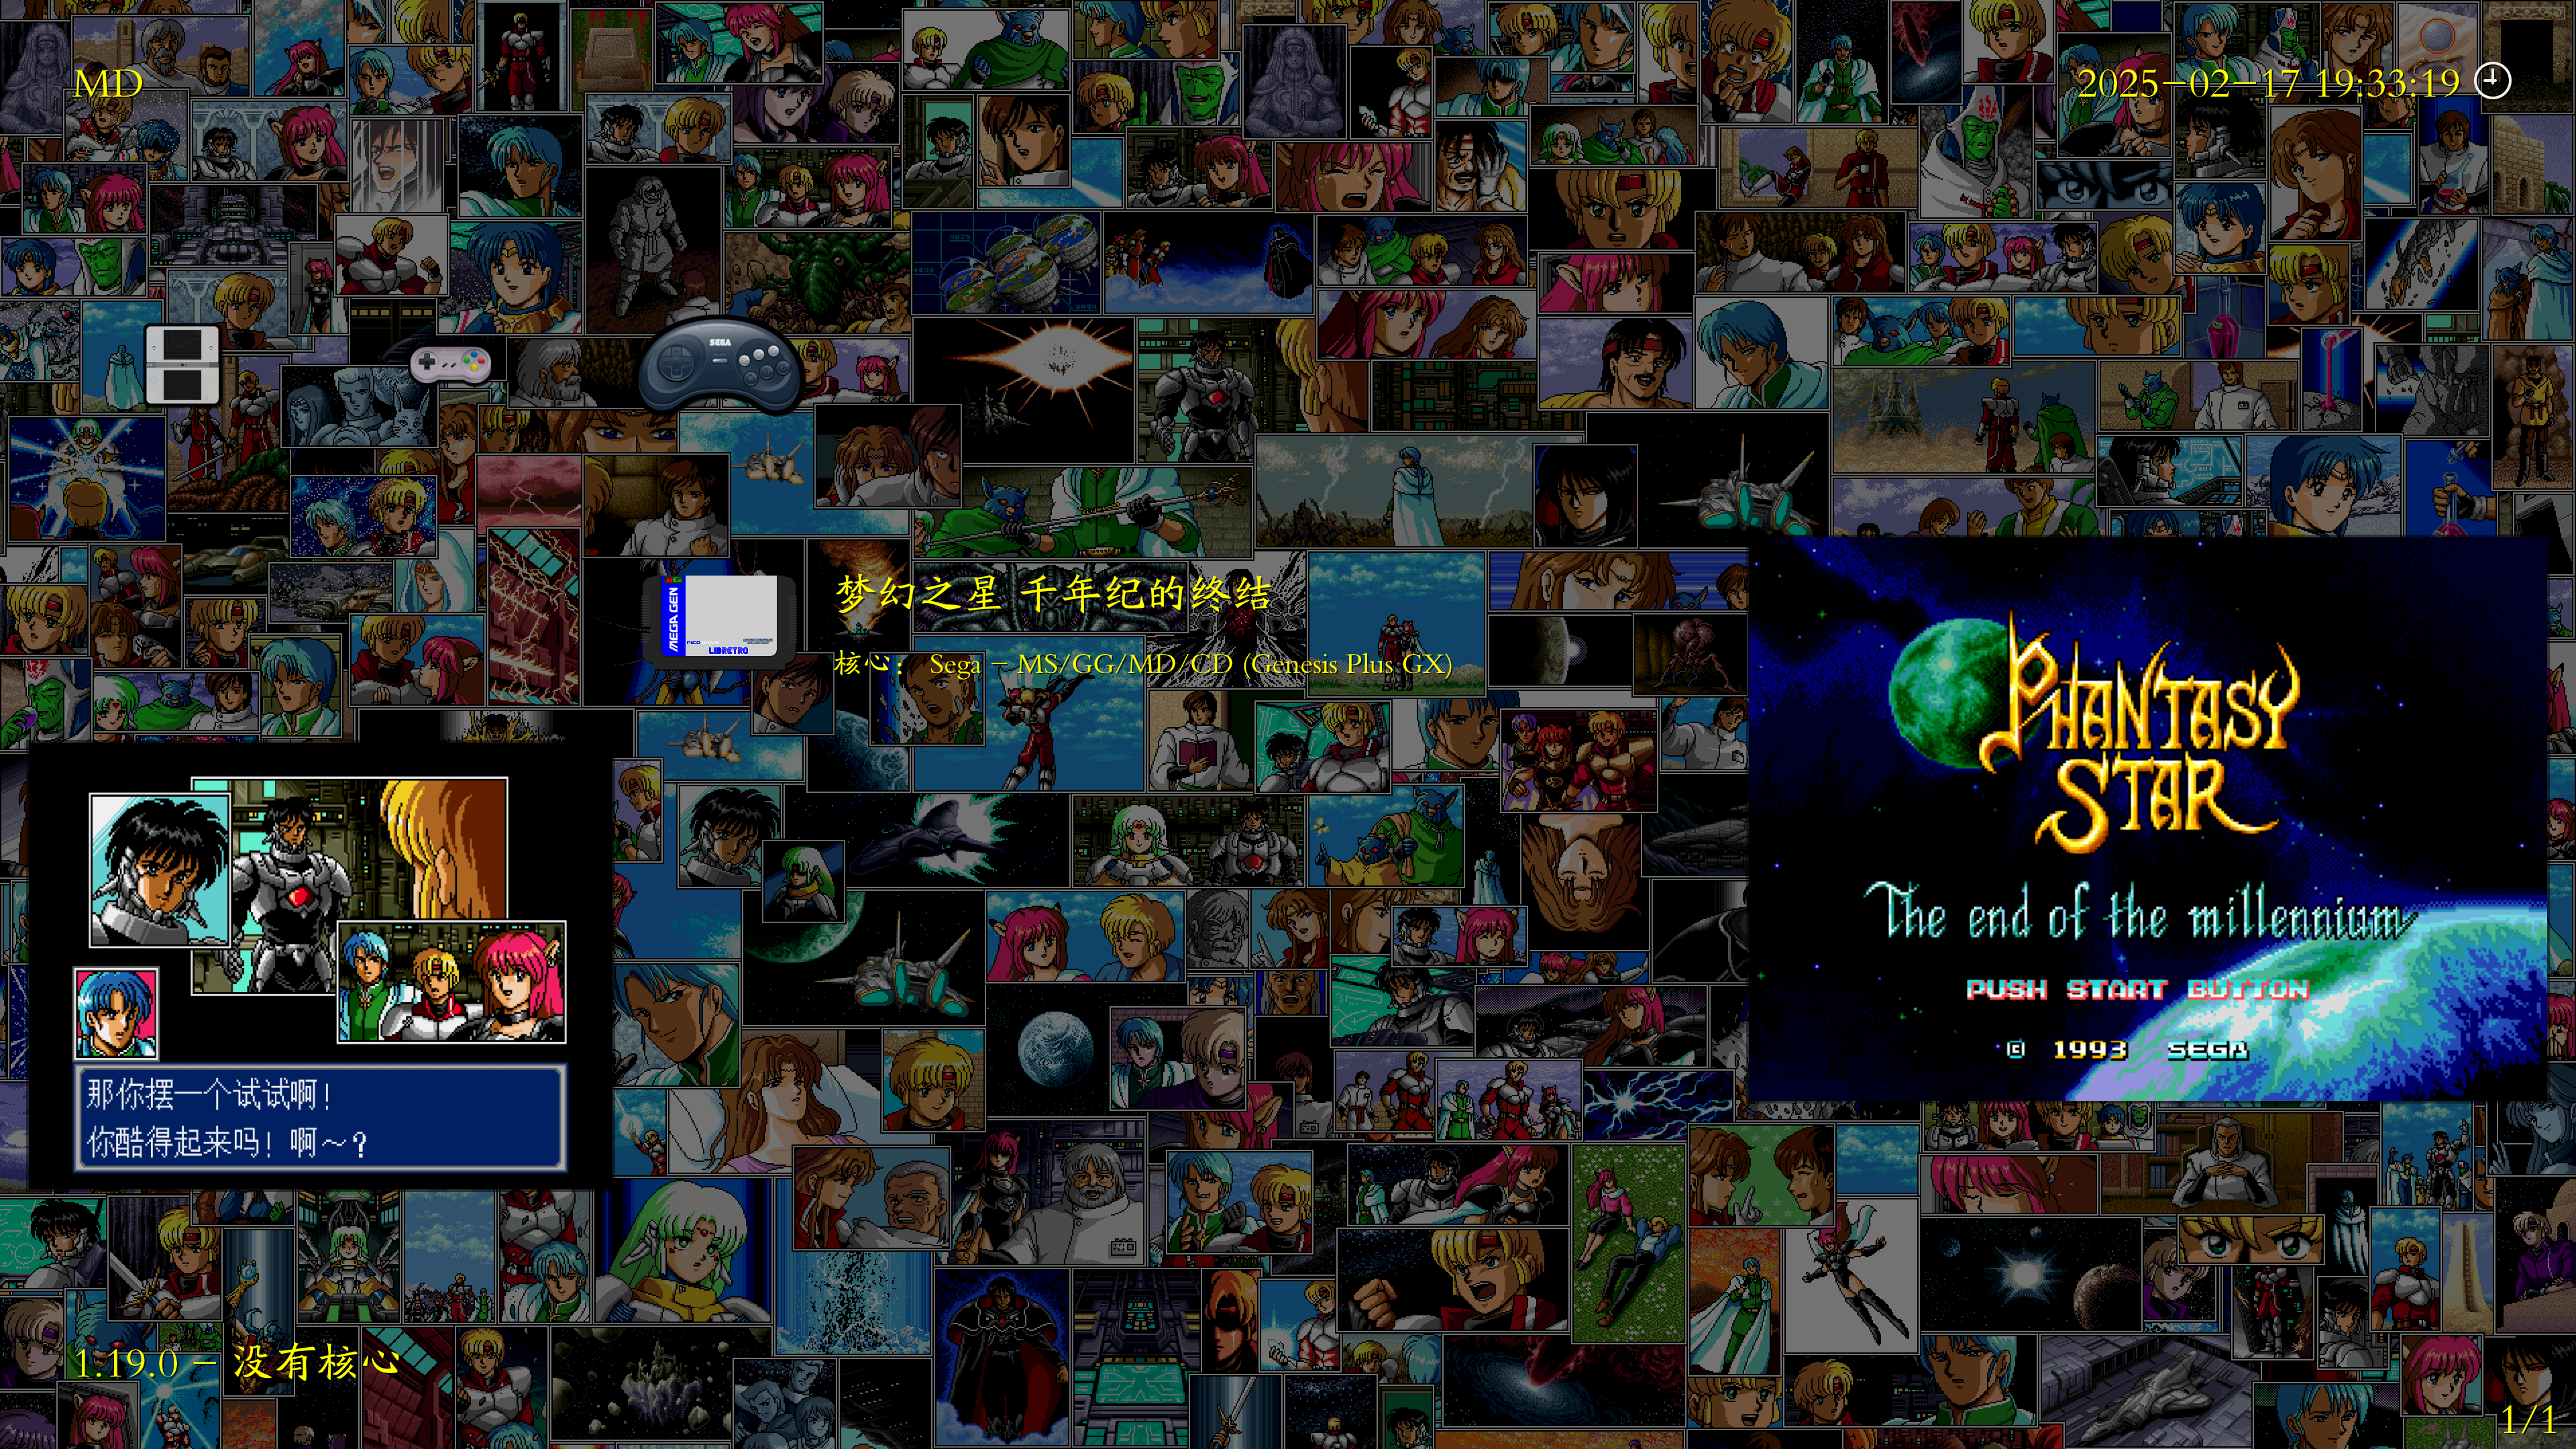 MD
2025-02-17 19:33:19
SEGA
梦幻之星 千年纪的终结
核心： Sega - MS/GG/MD/CD (Genesis Plus GX)
MEGA GEN
LIBRETRO
PHANTASY
STAR
The end of the millennium
PUSH START BUTTON
© 1993 SEGA
那你摆一个试试啊！
你酷得起来吗！啊～？
1.19.0 - 没有核心
1/1